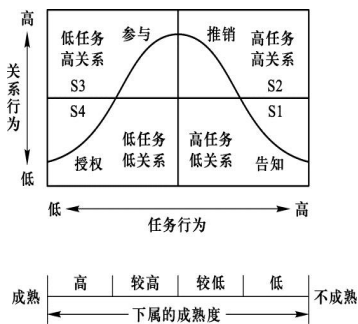 高
低任务
高关系
参与
推销
高任务
高关系
关系行为
S3
S2
S4
S1
低任务
低关系
高任务
低关系
授权
告知
低
低
高
任务行为
成熟
高
较高
较低
低
不成熟
下属的成熟度